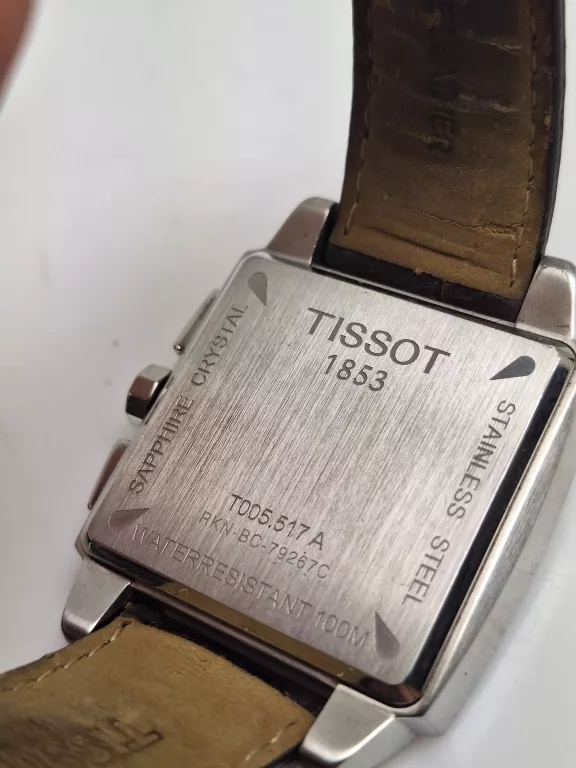 TISSOT
1853
SAPPHIRE CRYSTAL
STAINLESS STEEL
T005.517 A
RKN-BC-79267C
WATERRESISTANT 100M